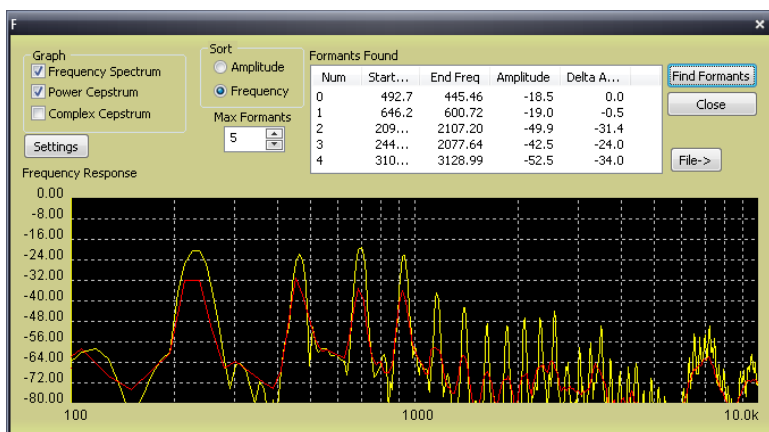 F
Graph
Frequency Spectrum
Power Cepstrum
Complex Cepstrum
Settings
Sort
Amplitude
Frequency
Max Formants
5
Formants Found
Num Start... End Freq Amplitude Delta A...
0 492.7 445.46 -18.5 0.0
1 646.2 600.72 -19.0 -0.5
2 209... 2107.20 -49.9 -31.4
3 244... 2077.64 -42.5 -24.0
4 310... 3128.99 -52.5 -34.0
Find Formants
Close
File->
Frequency Response
0.00
-8.00
-16.00
-24.00
-32.00
-40.00
-48.00
-56.00
-64.00
-72.00
-80.00
100 1000 10.0k